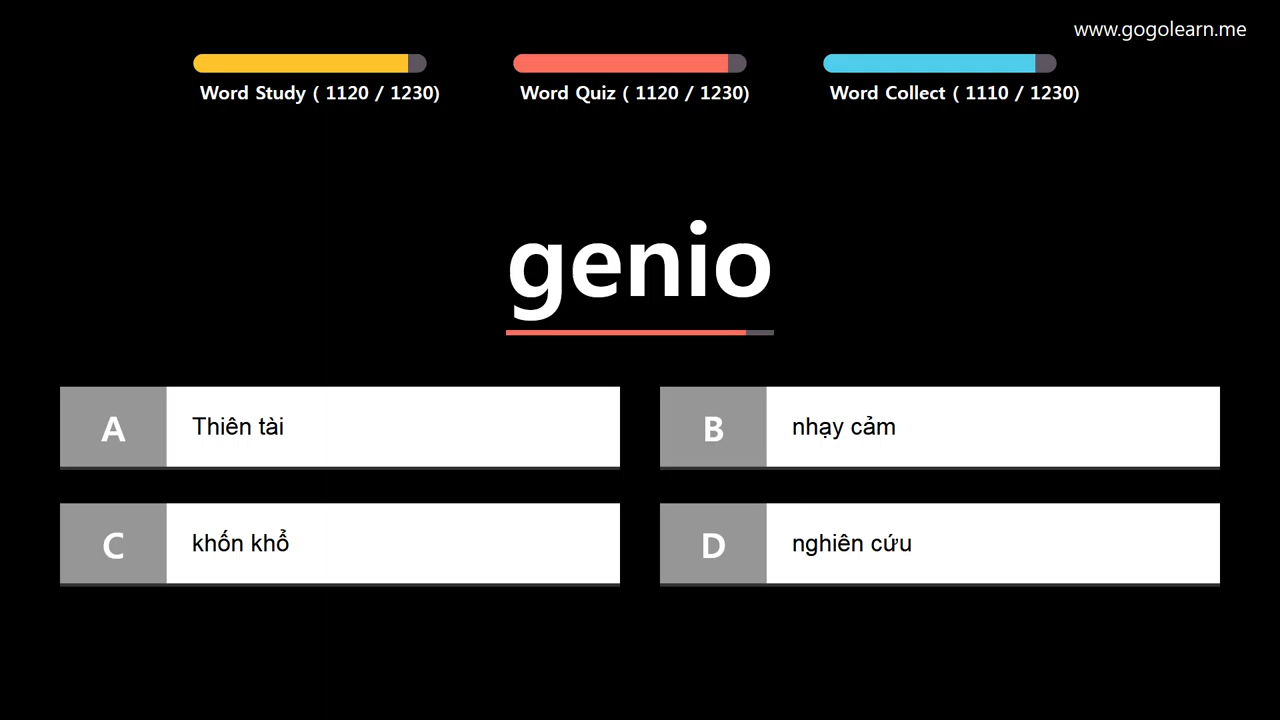 www.gogolearn.me
Word Study ( 1120 / 1230)
Word Quiz ( 1120 / 1230)
Word Collect ( 1110 / 1230)
genio
A Thiên tài
B nhạy cảm
C khốn khổ
D nghiên cứu